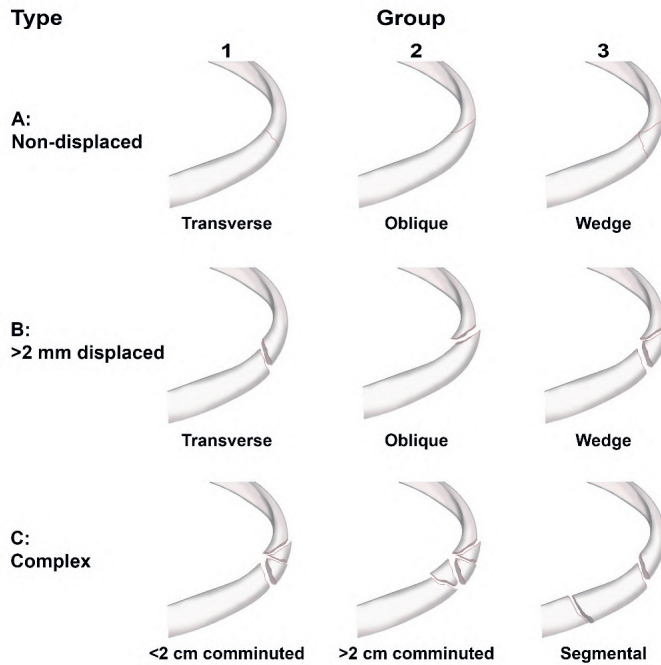 Type Group
1 2 3
A:
Non-displaced
Transverse Oblique Wedge
B:
>2 mm displaced
Transverse Oblique Wedge
C:
Complex
<2 cm comminuted >2 cm comminuted Segmental